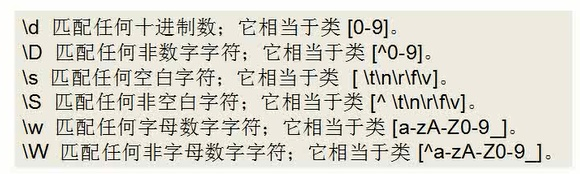 \d 匹配任何十进制数；它相当于类 [0-9]。
\D 匹配任何非数字字符；它相当于类 [^0-9]。
\s 匹配任何空白字符；它相当于类 [ \t\n\r\f\v]。
\S 匹配任何非空白字符；它相当于类 [^ \t\n\r\f\v]。
\w 匹配任何字母数字字符；它相当于类 [a-zA-Z0-9_]。
\W 匹配任何非字母数字字符；它相当于类 [^a-zA-Z0-9_]。